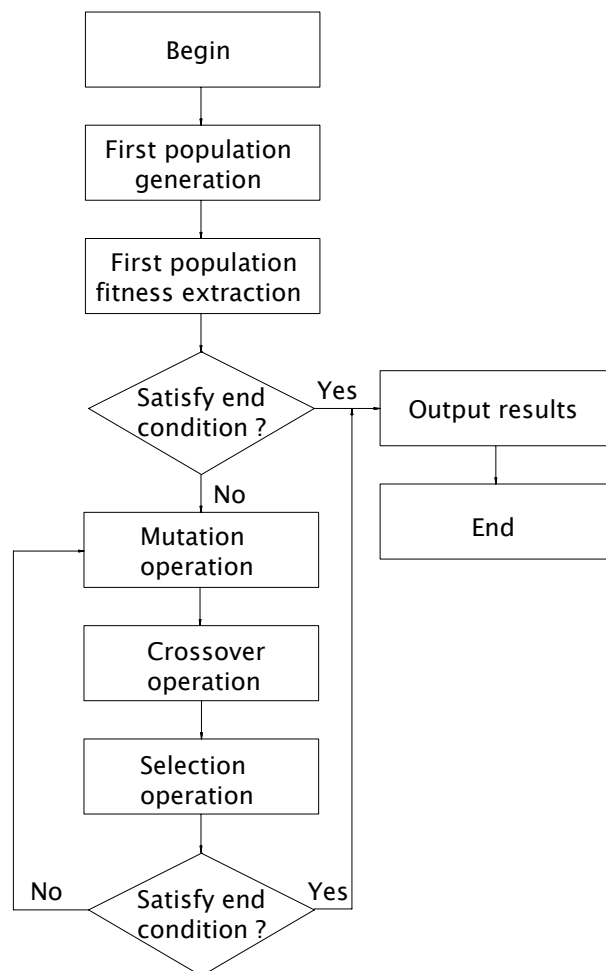 Begin
First population
generation
First population
fitness extraction
Satisfy end
condition ?
Yes
Output results
No
End
Mutation
operation
Crossover
operation
Selection
operation
No
Satisfy end
condition ?
Yes